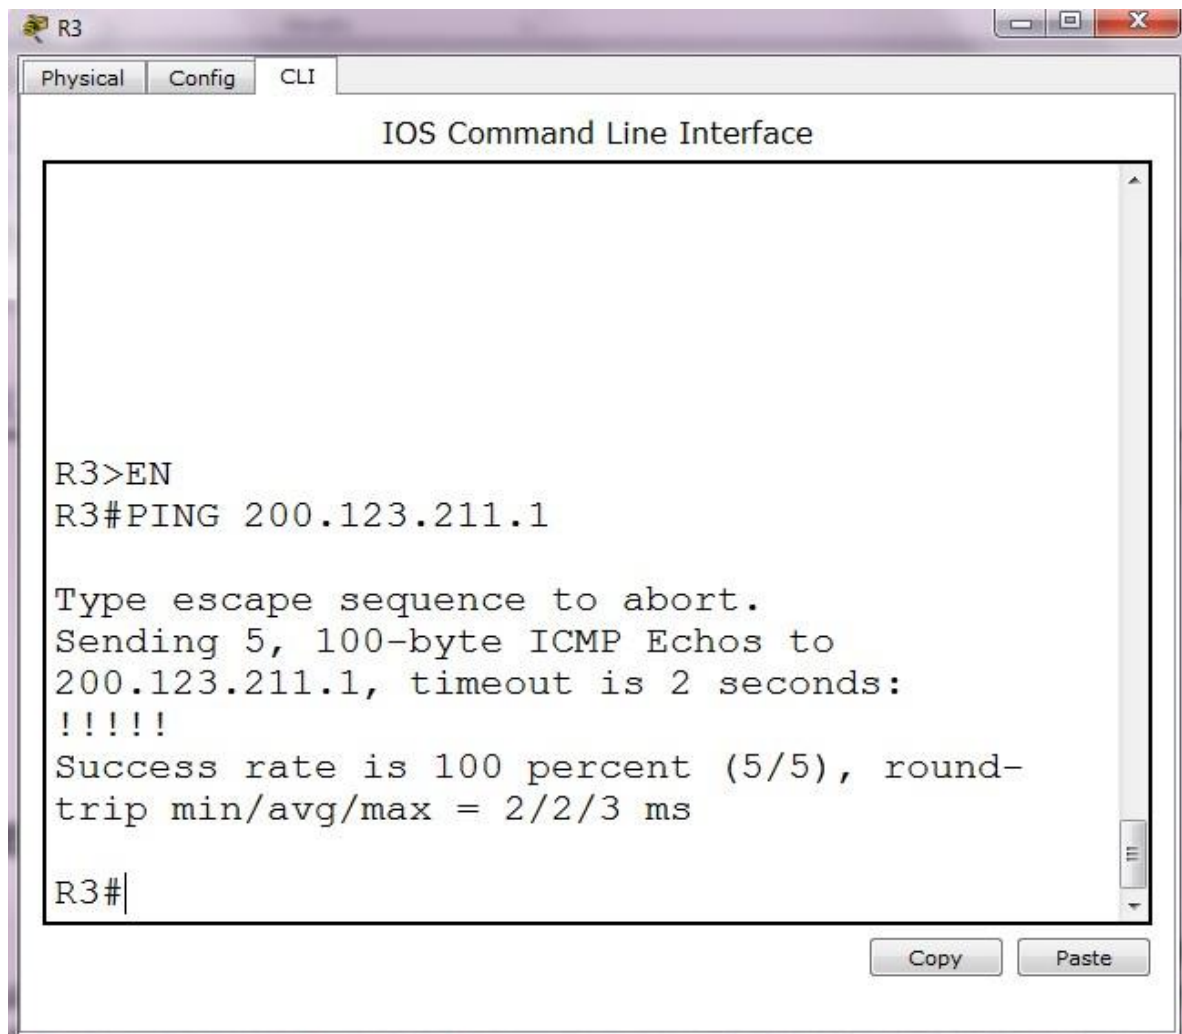 R3
Physical Config CLI
IOS Command Line Interface
R3>EN
R3#PING 200.123.211.1
Type escape sequence to abort.
Sending 5, 100-byte ICMP Echos to
200.123.211.1, timeout is 2 seconds:
!!!!!
Success rate is 100 percent (5/5), round-
trip min/avg/max = 2/2/3 ms
R3#
Copy Paste